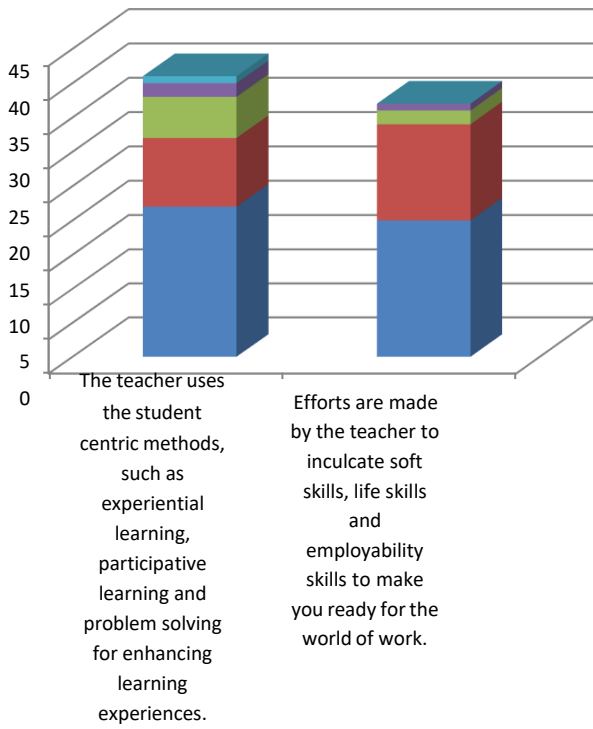 45
40
35
30
25
20
15
10
5
0
The teacher uses
the student
centric methods,
such as
experiential
learning,
participative
learning and
problem solving
for enhancing
learning
experiences.
Efforts are made
by the teacher to
inculcate soft
skills, life skills
and
employability
skills to make
you ready for the
world of work.